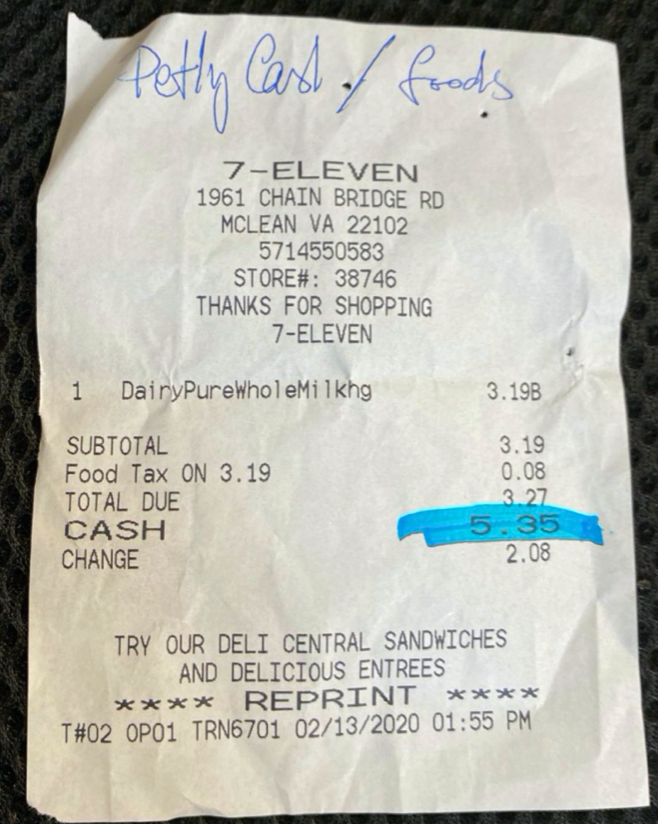 Petty Cash / foods
7-ELEVEN
1961 CHAIN BRIDGE RD
MCLEAN VA 22102
5714550583
STORE#: 38746
THANKS FOR SHOPPING
7-ELEVEN
1 DairyPureWholeMilkhg 3.19B
SUBTOTAL 3.19
Food Tax ON 3.19 0.08
TOTAL DUE 3.27
CASH 5.35
CHANGE 2.08
TRY OUR DELI CENTRAL SANDWICHES
AND DELICIOUS ENTREES
**** REPRINT ****
T#02 OP01 TRN6701 02/13/2020 01:55 PM